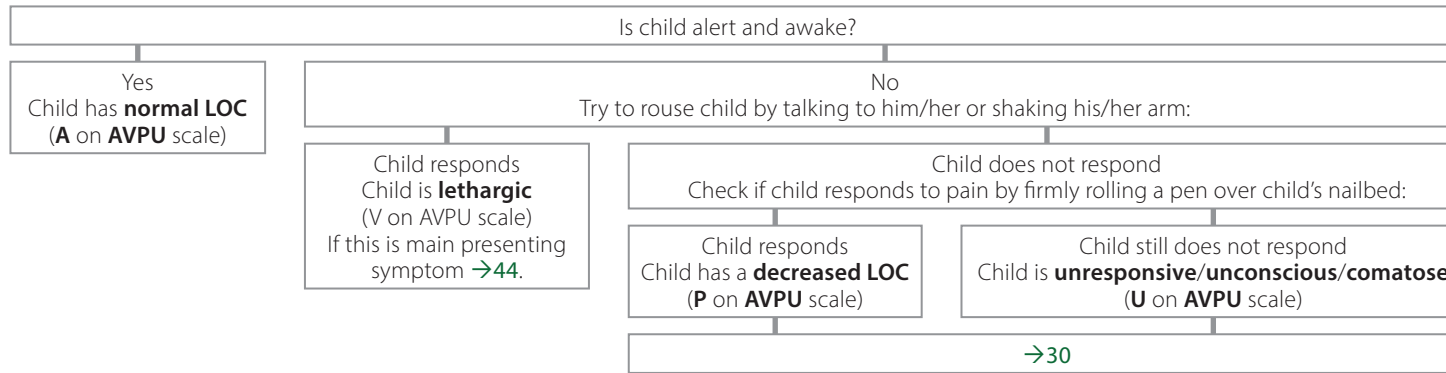 Is child alert and awake?
Yes
Child has normal LOC
(A on AVPU scale)
No
Try to rouse child by talking to him/her or shaking his/her arm:
Child responds
Child is lethargic
(V on AVPU scale)
If this is main presenting
symptom →44.
Child does not respond
Check if child responds to pain by firmly rolling a pen over child’s nailbed:
Child responds
Child has a decreased LOC
(P on AVPU scale)
Child still does not respond
Child is unresponsive/unconscious/comatose
(U on AVPU scale)
→30